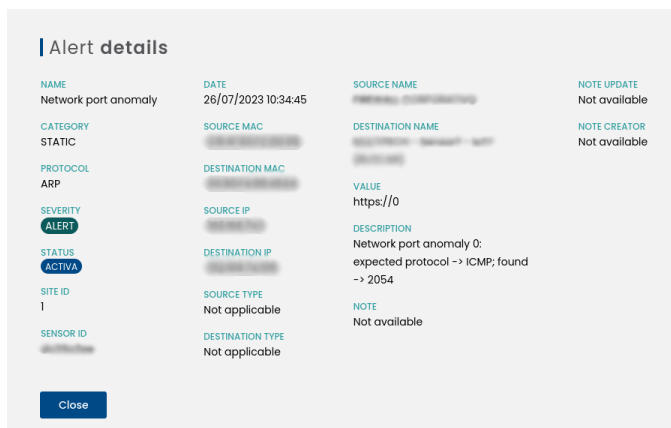 Alert details
NAME
Network port anomaly
CATEGORY
STATIC
PROTOCOL
ARP
SEVERITY
ALERT
STATUS
ACTIVA
SITE ID
1
SENSOR ID
DATE
26/07/2023 10:34:45
SOURCE MAC
DESTINATION MAC
SOURCE IP
DESTINATION IP
SOURCE TYPE
Not applicable
DESTINATION TYPE
Not applicable
SOURCE NAME
DESTINATION NAME
VALUE
https://0
DESCRIPTION
Network port anomaly 0:
expected protocol -> ICMP; found
-> 2054
NOTE
Not available
NOTE UPDATE
Not available
NOTE CREATOR
Not available
Close